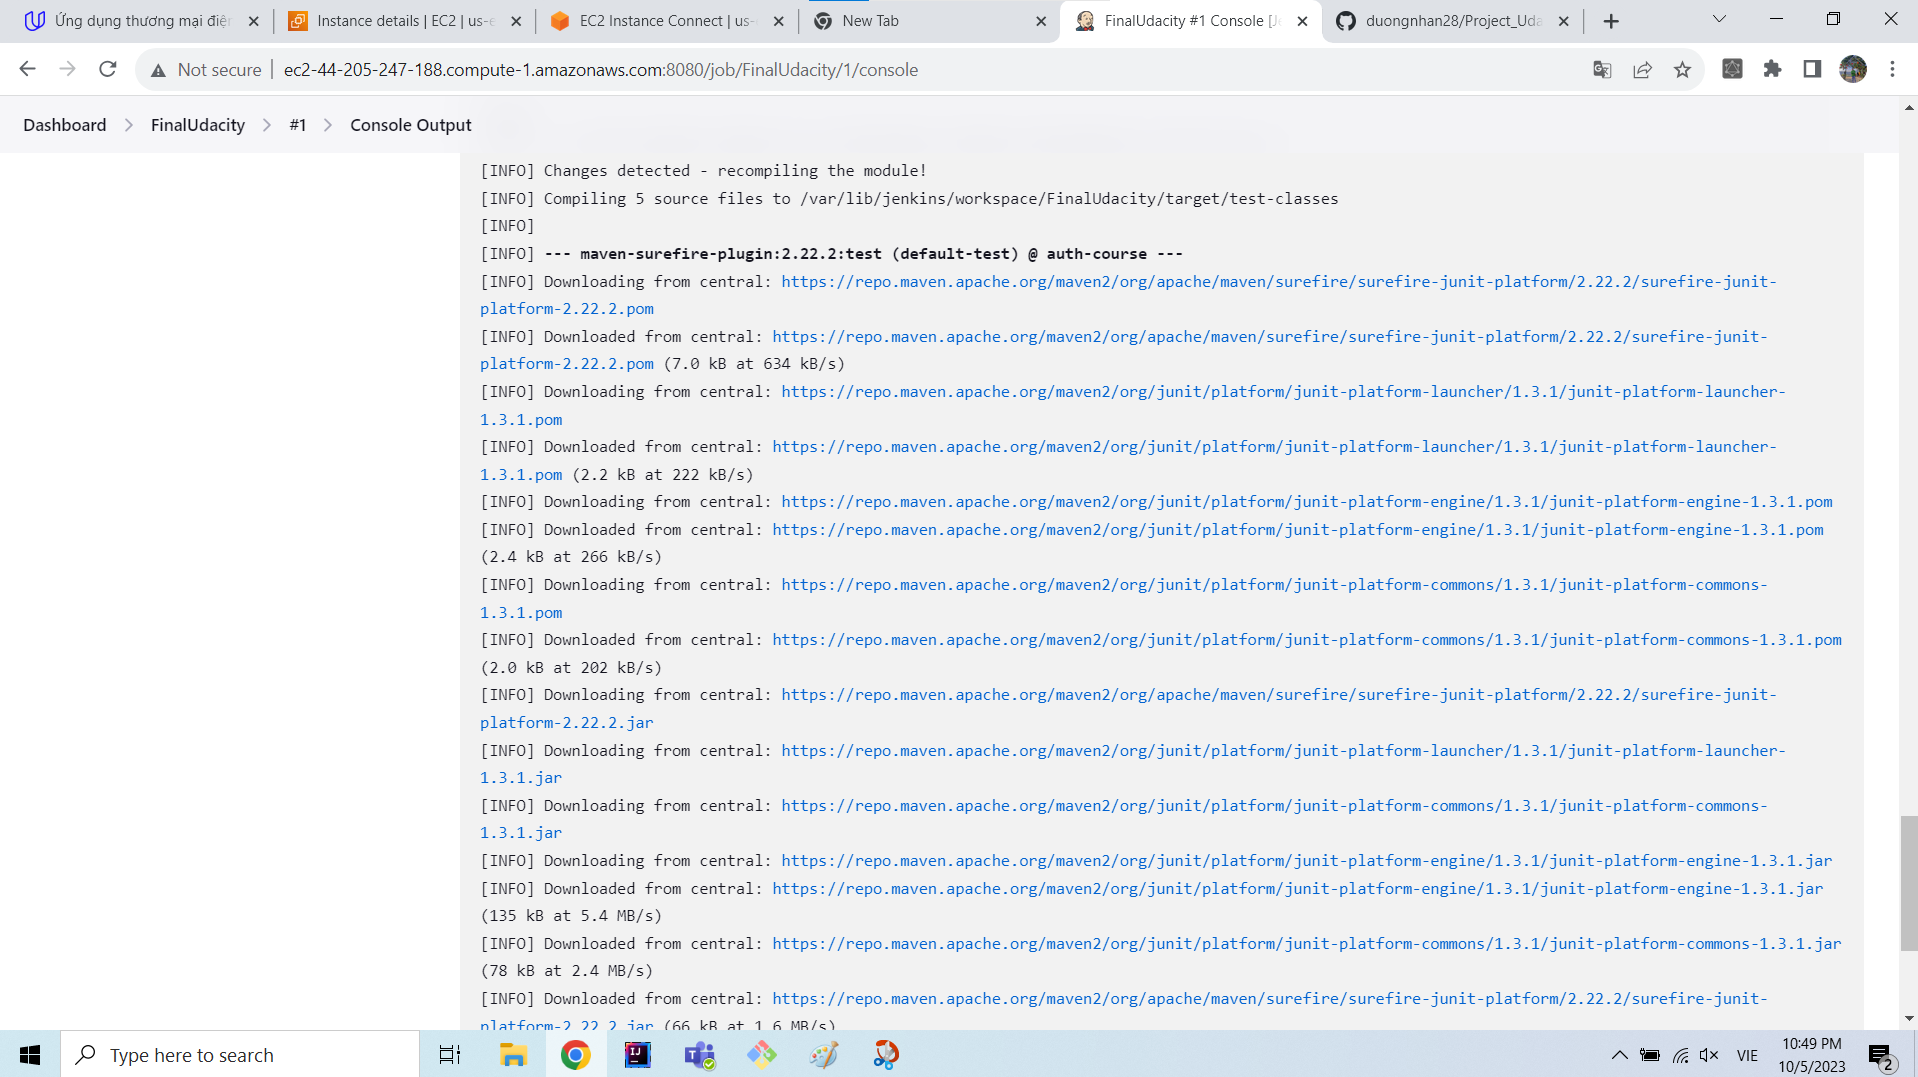 Ứng dụng thương mại điện
Instance details | EC2 | us-e
EC2 Instance Connect | us-e
New Tab
FinalUdacity #1 Console [Je
duongnhan28/Project_Uda
Not secure
ec2-44-205-247-188.compute-1.amazonaws.com:8080/job/FinalUdacity/1/console
Dashboard
FinalUdacity
#1
Console Output
[INFO] Changes detected - recompiling the module!
[INFO] Compiling 5 source files to /var/lib/jenkins/workspace/FinalUdacity/target/test-classes
[INFO]
[INFO] --- maven-surefire-plugin:2.22.2:test (default-test) @ auth-course ---
[INFO] Downloading from central: https://repo.maven.apache.org/maven2/org/apache/maven/surefire/surefire-junit-platform/2.22.2/surefire-junit-
platform-2.22.2.pom
[INFO] Downloaded from central: https://repo.maven.apache.org/maven2/org/apache/maven/surefire/surefire-junit-platform/2.22.2/surefire-junit-
platform-2.22.2.pom (7.0 kB at 634 kB/s)
[INFO] Downloading from central: https://repo.maven.apache.org/maven2/org/junit/platform/junit-platform-launcher/1.3.1/junit-platform-launcher-
1.3.1.pom
[INFO] Downloaded from central: https://repo.maven.apache.org/maven2/org/junit/platform/junit-platform-launcher/1.3.1/junit-platform-launcher-
1.3.1.pom (2.2 kB at 222 kB/s)
[INFO] Downloading from central: https://repo.maven.apache.org/maven2/org/junit/platform/junit-platform-engine/1.3.1/junit-platform-engine-1.3.1.pom
[INFO] Downloaded from central: https://repo.maven.apache.org/maven2/org/junit/platform/junit-platform-engine/1.3.1/junit-platform-engine-1.3.1.pom
(2.4 kB at 266 kB/s)
[INFO] Downloading from central: https://repo.maven.apache.org/maven2/org/junit/platform/junit-platform-commons/1.3.1/junit-platform-commons-
1.3.1.pom
[INFO] Downloaded from central: https://repo.maven.apache.org/maven2/org/junit/platform/junit-platform-commons/1.3.1/junit-platform-commons-1.3.1.pom
(2.0 kB at 202 kB/s)
[INFO] Downloading from central: https://repo.maven.apache.org/maven2/org/apache/maven/surefire/surefire-junit-platform/2.22.2/surefire-junit-
platform-2.22.2.jar
[INFO] Downloading from central: https://repo.maven.apache.org/maven2/org/junit/platform/junit-platform-launcher/1.3.1/junit-platform-launcher-
1.3.1.jar
[INFO] Downloading from central: https://repo.maven.apache.org/maven2/org/junit/platform/junit-platform-commons/1.3.1/junit-platform-commons-
1.3.1.jar
[INFO] Downloading from central: https://repo.maven.apache.org/maven2/org/junit/platform/junit-platform-engine/1.3.1/junit-platform-engine-1.3.1.jar
[INFO] Downloaded from central: https://repo.maven.apache.org/maven2/org/junit/platform/junit-platform-engine/1.3.1/junit-platform-engine-1.3.1.jar
(135 kB at 5.4 MB/s)
[INFO] Downloaded from central: https://repo.maven.apache.org/maven2/org/junit/platform/junit-platform-commons/1.3.1/junit-platform-commons-1.3.1.jar
(78 kB at 2.4 MB/s)
[INFO] Downloaded from central: https://repo.maven.apache.org/maven2/org/apache/maven/surefire/surefire-junit-platform/2.22.2/surefire-junit-
platform-2.22.2.jar (66 kB at 1.6 MB/s)
Type here to search
VIE
10:49 PM
10/5/2023
2